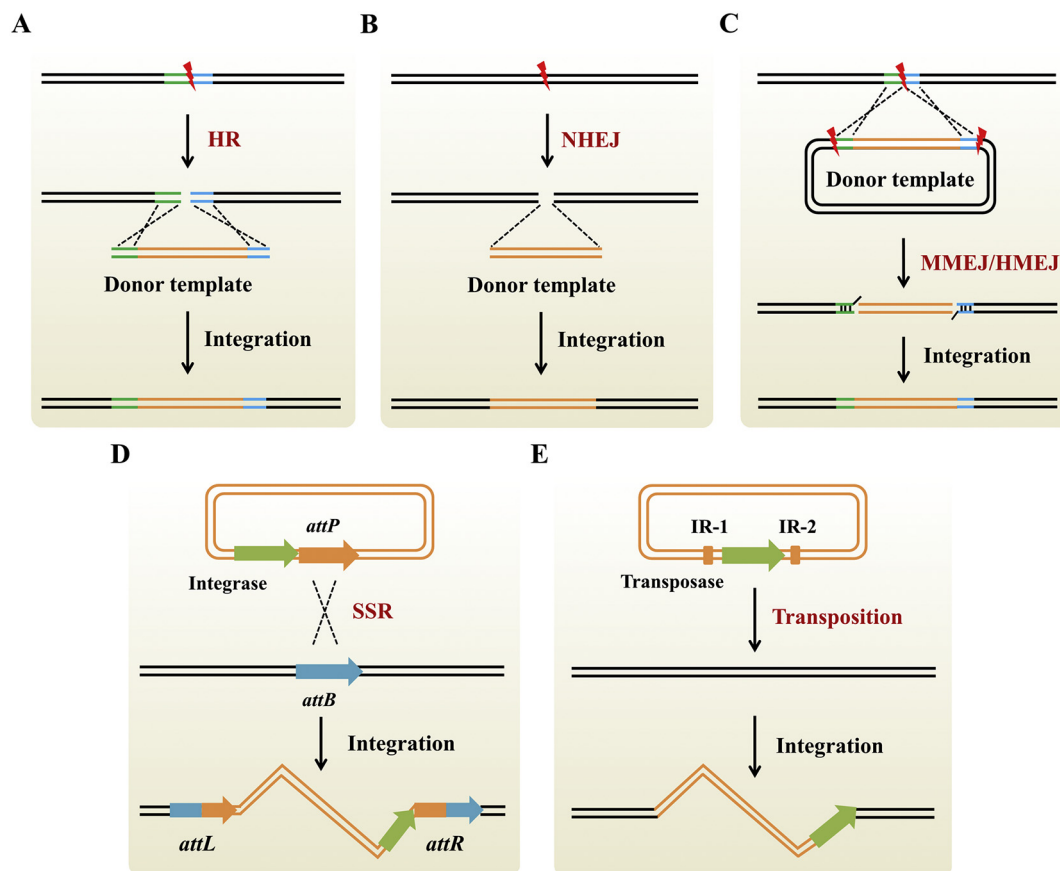 A
HR
Donor template
Integration
B
NHEJ
Donor template
Integration
C
Donor template
MMEJ/HMEJ
Integration
D
attP
Integrase
SSR
attB
Integration
attL
attR
E
IR-1
IR-2
Transposase
Transposition
Integration